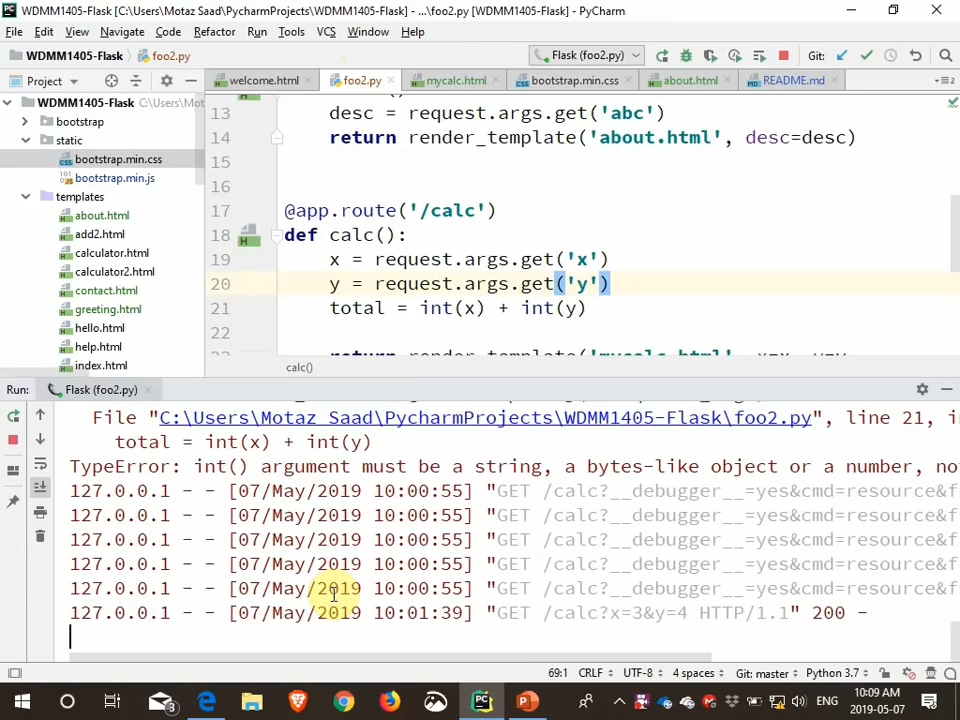 WDMM1405-Flask [C:\Users\Motaz Saad\PycharmProjects\WDMM1405-Flask] - ...\foo2.py [WDMM1405-Flask] - PyCharm
File Edit View Navigate Code Refactor Run Tools VCS Window Help
WDMM1405-Flask foo2.py Flask (foo2.py) Git:
Project welcome.html foo2.py mycalc.html bootstrap.min.css about.html README.md
WDMM1405-Flask C:\Users\Mot
bootstrap
static
bootstrap.min.css
bootstrap.min.js
templates
about.html
add2.html
calculator.html
calculator2.html
contact.html
greeting.html
hello.html
help.html
index.html
13 desc = request.args.get('abc')
14 return render_template('about.html', desc=desc)
15
16
17 @app.route('/calc')
18 def calc():
19 x = request.args.get('x')
20 y = request.args.get('y')
21 total = int(x) + int(y)
22
23 return render_template('mycalc.html', x=x, y=y,
calc()
Run: Flask (foo2.py)
File "C:\Users\Motaz Saad\PycharmProjects\WDMM1405-Flask\foo2.py", line 21, in
total = int(x) + int(y)
TypeError: int() argument must be a string, a bytes-like object or a number, no
127.0.0.1 - - [07/May/2019 10:00:55] "GET /calc?__debugger__=yes&cmd=resource&f
127.0.0.1 - - [07/May/2019 10:00:55] "GET /calc?__debugger__=yes&cmd=resource&f
127.0.0.1 - - [07/May/2019 10:00:55] "GET /calc?__debugger__=yes&cmd=resource&f
127.0.0.1 - - [07/May/2019 10:00:55] "GET /calc?__debugger__=yes&cmd=resource&f
127.0.0.1 - - [07/May/2019 10:00:55] "GET /calc?__debugger__=yes&cmd=resource&f
127.0.0.1 - - [07/May/2019 10:01:39] "GET /calc?x=3&y=4 HTTP/1.1" 200 -
69:1 CRLF UTF-8 4 spaces Git: master Python 3.7
3 ENG 10:09 AM
2019-05-07